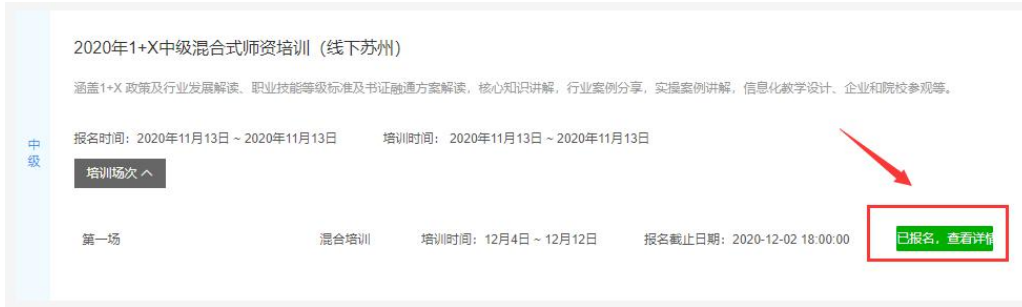 2020年1+X中级混合式师资培训（线下苏州）
涵盖1+X 政策及行业发展解读、职业技能等级标准及书证融通方案解读，核心知识讲解，行业案例分享，实操案例讲解，信息化教学设计、企业和院校参观等。
中级
报名时间：2020年11月13日 ~ 2020年11月13日 培训时间： 2020年11月13日 ~ 2020年11月13日
培训场次
第一场 混合培训 培训时间：12月4日 ~ 12月12日 报名截止日期：2020-12-02 18:00:00 已报名，查看详情